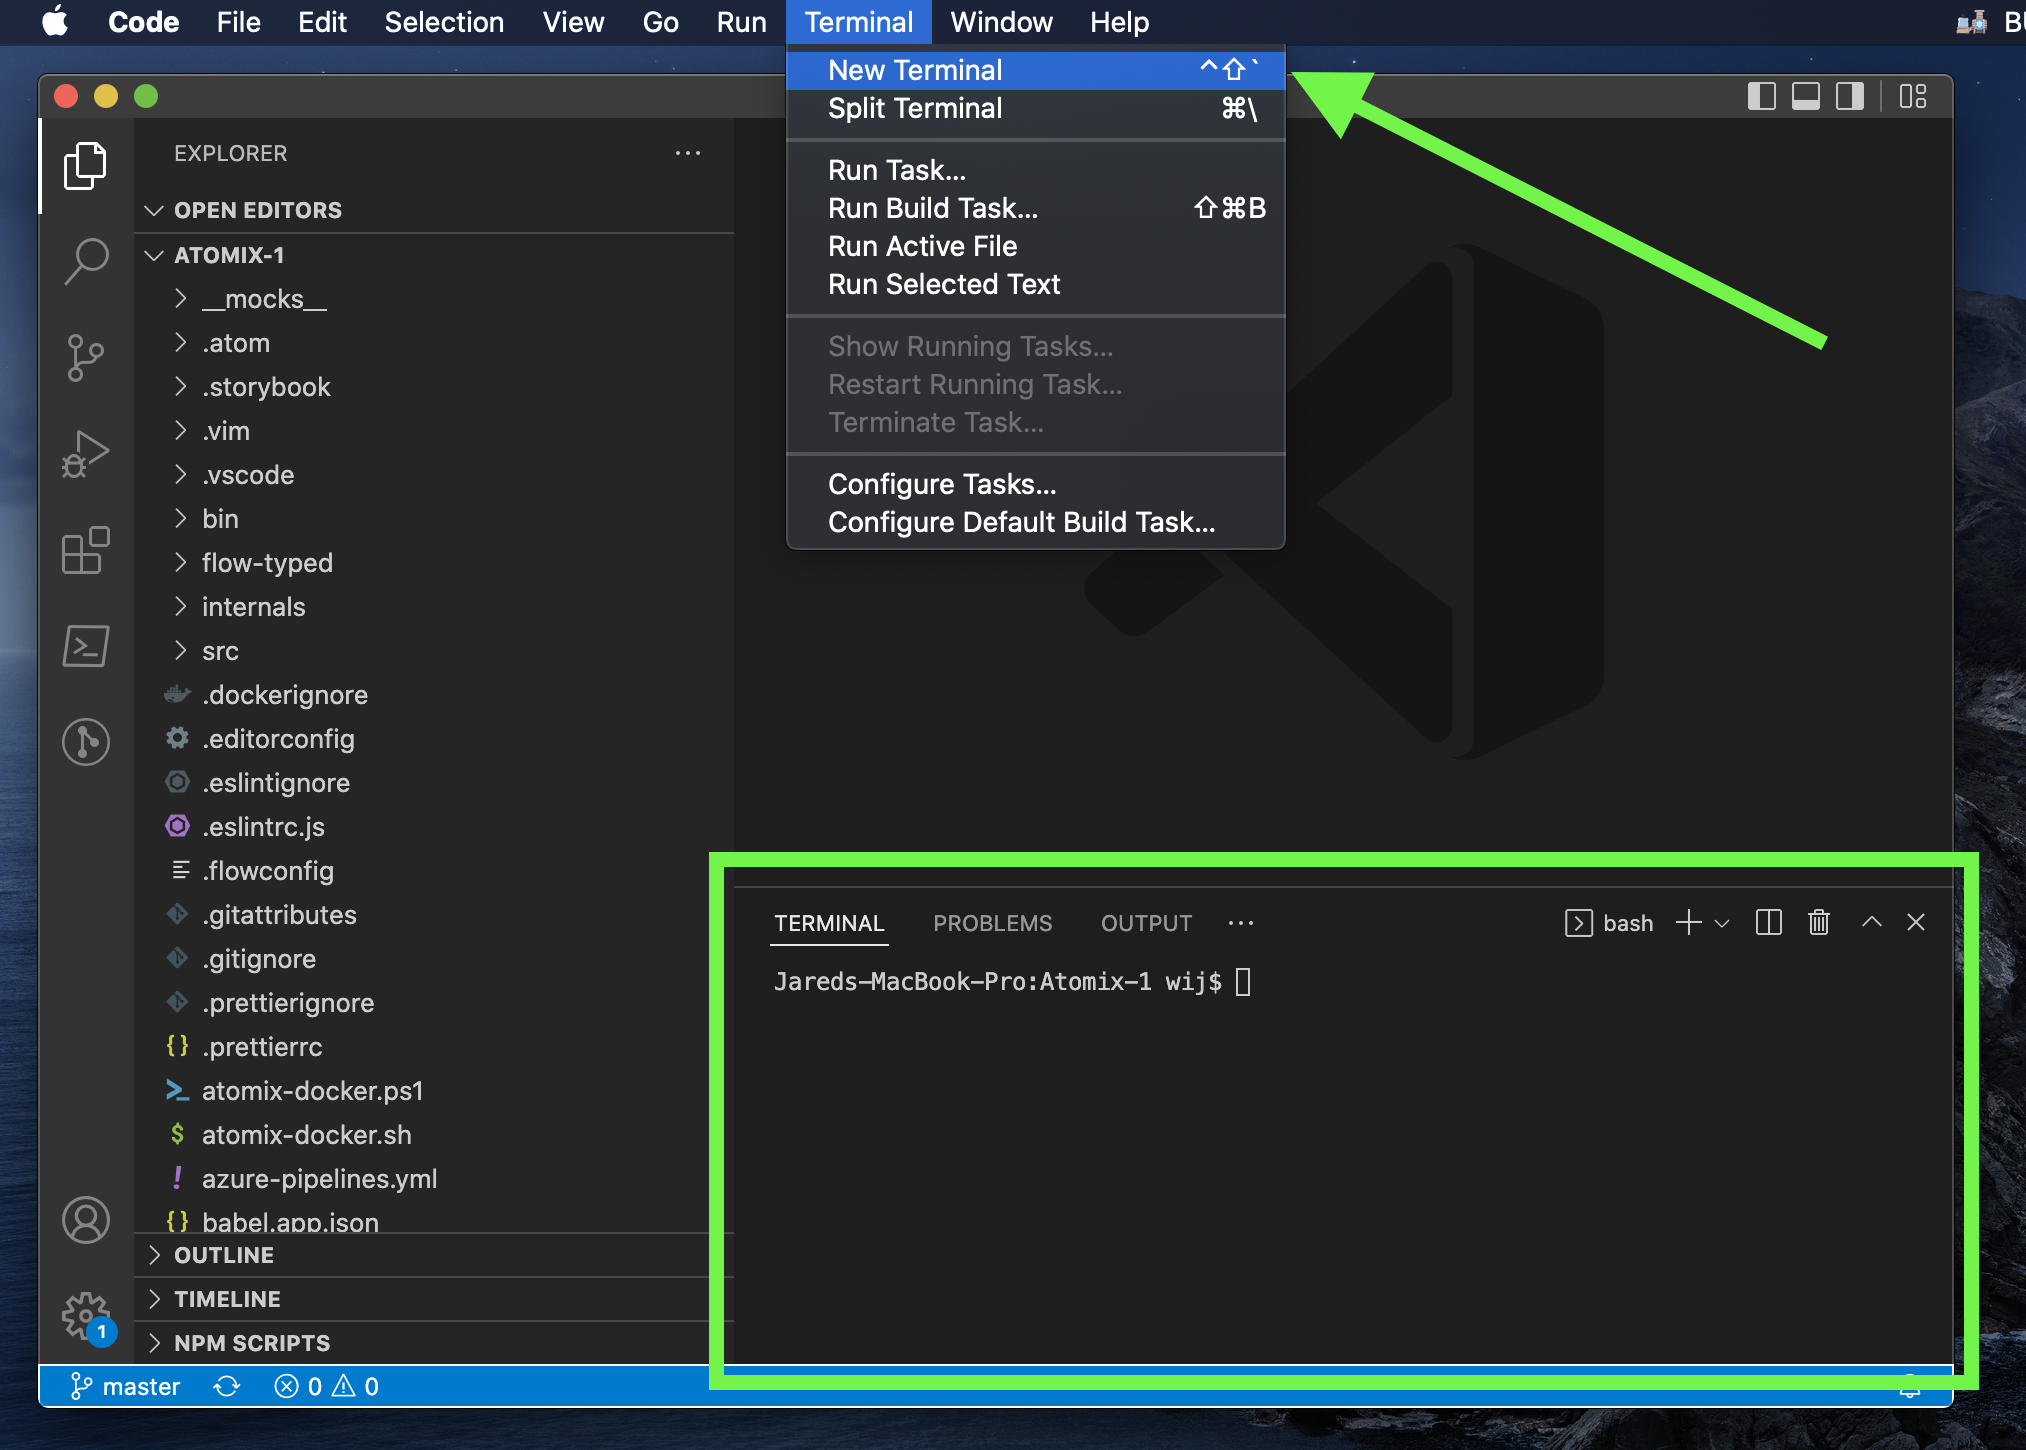 Code File Edit Selection View Go Run Terminal Window Help
New Terminal ^⇧`
Split Terminal ⌘\
Run Task...
Run Build Task... ⇧⌘B
Run Active File
Run Selected Text
Show Running Tasks...
Restart Running Task...
Terminate Task...
Configure Tasks...
Configure Default Build Task...
EXPLORER ...
OPEN EDITORS
ATOMIX-1
__mocks__
.atom
.storybook
.vim
.vscode
bin
flow-typed
internals
src
.dockerignore
.editorconfig
.eslintignore
.eslintrc.js
.flowconfig
.gitattributes
.gitignore
.prettierignore
.prettierrc
atomix-docker.ps1
atomix-docker.sh
azure-pipelines.yml
babel.app.json
OUTLINE
TIMELINE
NPM SCRIPTS
1
TERMINAL PROBLEMS OUTPUT ... bash
Jareds-MacBook-Pro:Atomix-1 wij$
master 0 0